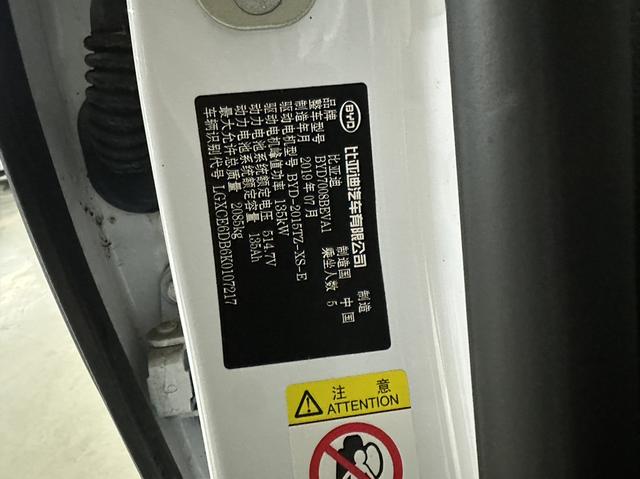 BYD 比亚迪汽车有限公司 制造
品牌 比亚迪 制造国 中国
整车型号 BYD7008BEVA1 乘坐人数 5
制造年月 2019年07月
驱动电机型号 BYD-2015TZ-XS-E
驱动电机峰值功率 135kW
动力电池系统额定电压 514.7V
动力电池系统额定容量 135Ah
最大允许总质量 2085kg
车辆识别代号 LGXCE6DB6K0107217
注意
ATTENTION